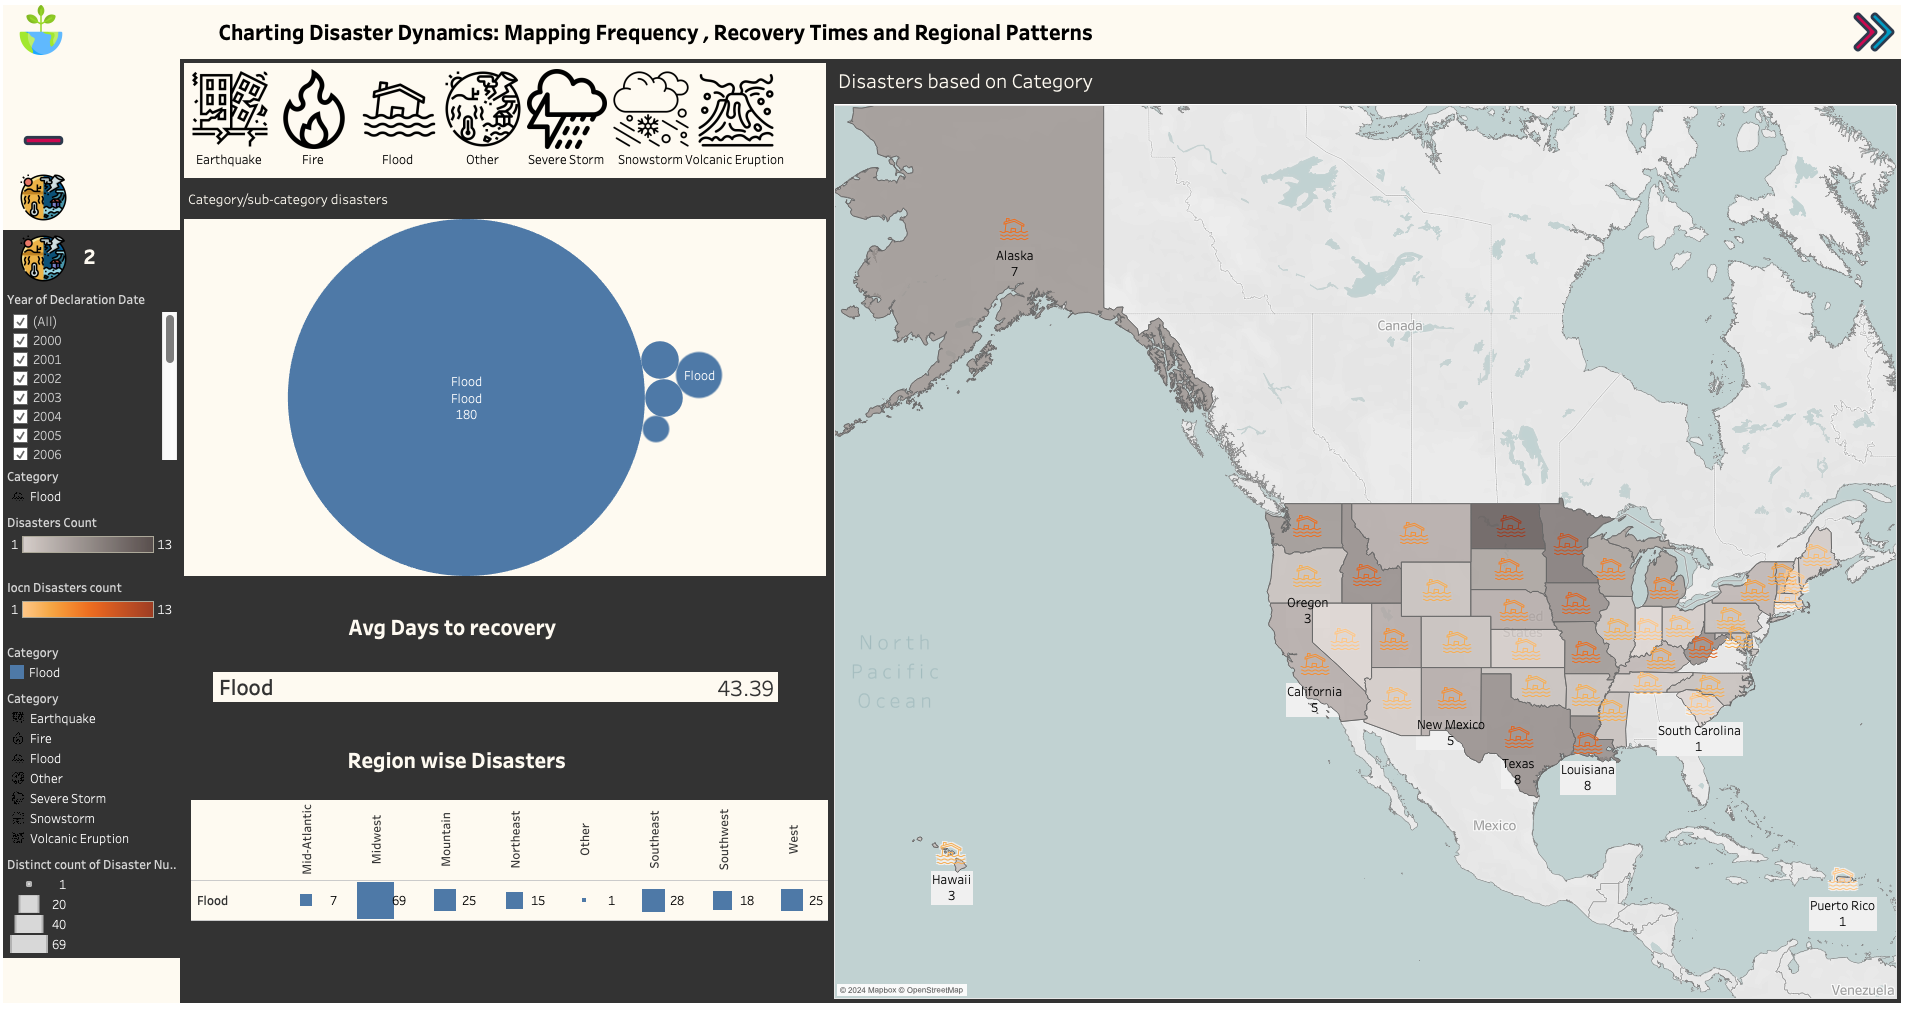 Charting Disaster Dynamics: Mapping Frequency , Recovery Times and Regional Patterns
2
Year of Declaration Date
(All)
2000
2001
2002
2003
2004
2005
2006
Category
Flood
Disasters Count
1 13
Iocn Disasters count
1 13
Category
Flood
Category
Earthquake
Fire
Flood
Other
Severe Storm
Snowstorm
Volcanic Eruption
Distinct count of Disaster Nu..
1
20
40
69
Earthquake Fire Flood Other Severe Storm Snowstorm Volcanic Eruption
Category/sub-category disasters
Flood
Flood
180
Flood
Avg Days to recovery
Flood 43.39
Region wise Disasters
Mid-Atlantic Midwest Mountain Northeast Other Southeast Southwest West
Flood 7 69 25 15 1 28 18 25
Disasters based on Category
Alaska
7
Canada
North
Pacific
Ocean
United
States
Oregon
3
California
5
New Mexico
5
Texas
8
Louisiana
8
South Carolina
1
Mexico
Hawaii
3
Puerto Rico
1
Venezuela
© 2024 Mapbox © OpenStreetMap